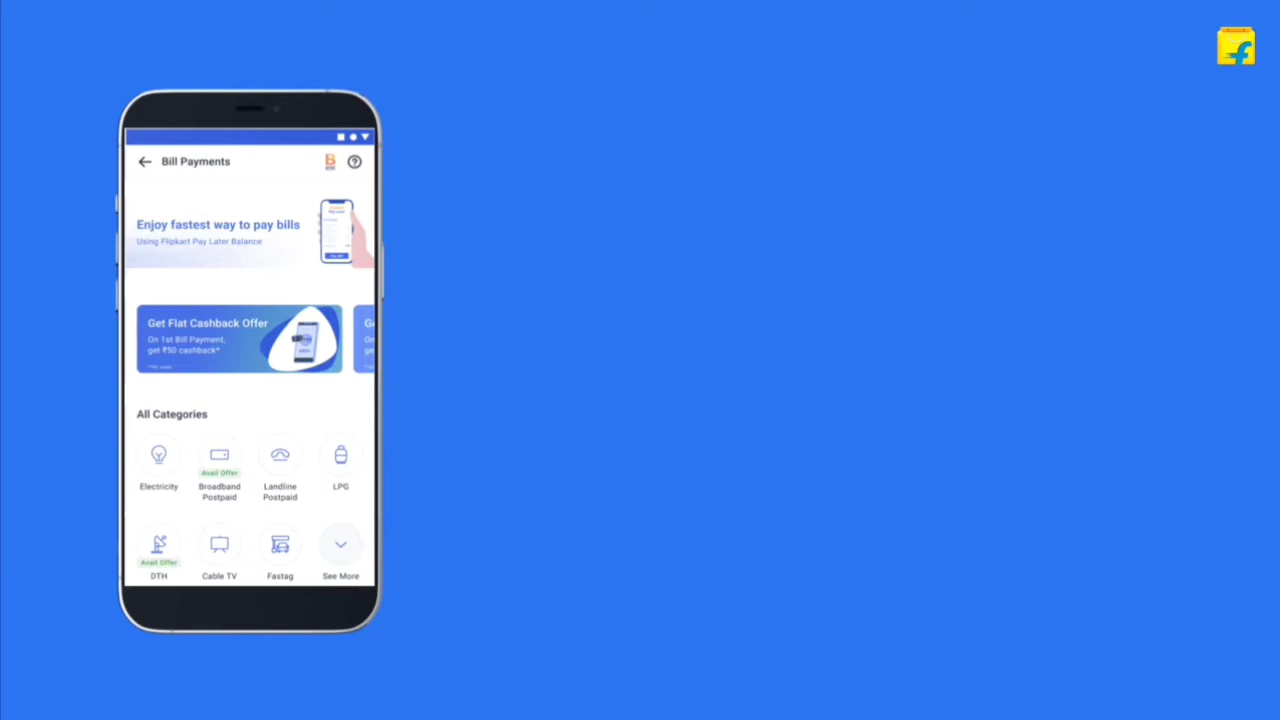 Bill Payments
Enjoy fastest way to pay bills
Using Flipkart Pay Later Balance
Get Flat Cashback Offer
On 1st Bill Payment,
get ₹50 cashback*
All Categories
Avail Offer
Electricity
Broadband
Postpaid
Landline
Postpaid
LPG
Avail Offer
DTH
Cable TV
Fastag
See More